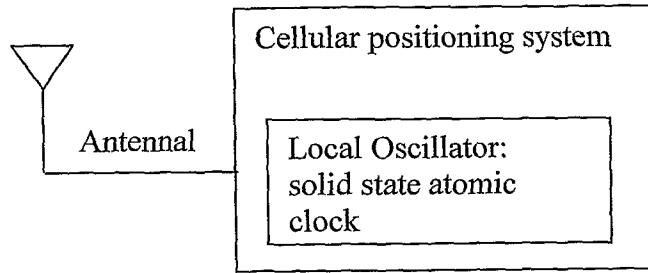 Cellular positioning system
Antennal
Local Oscillator:
solid state atomic
clock